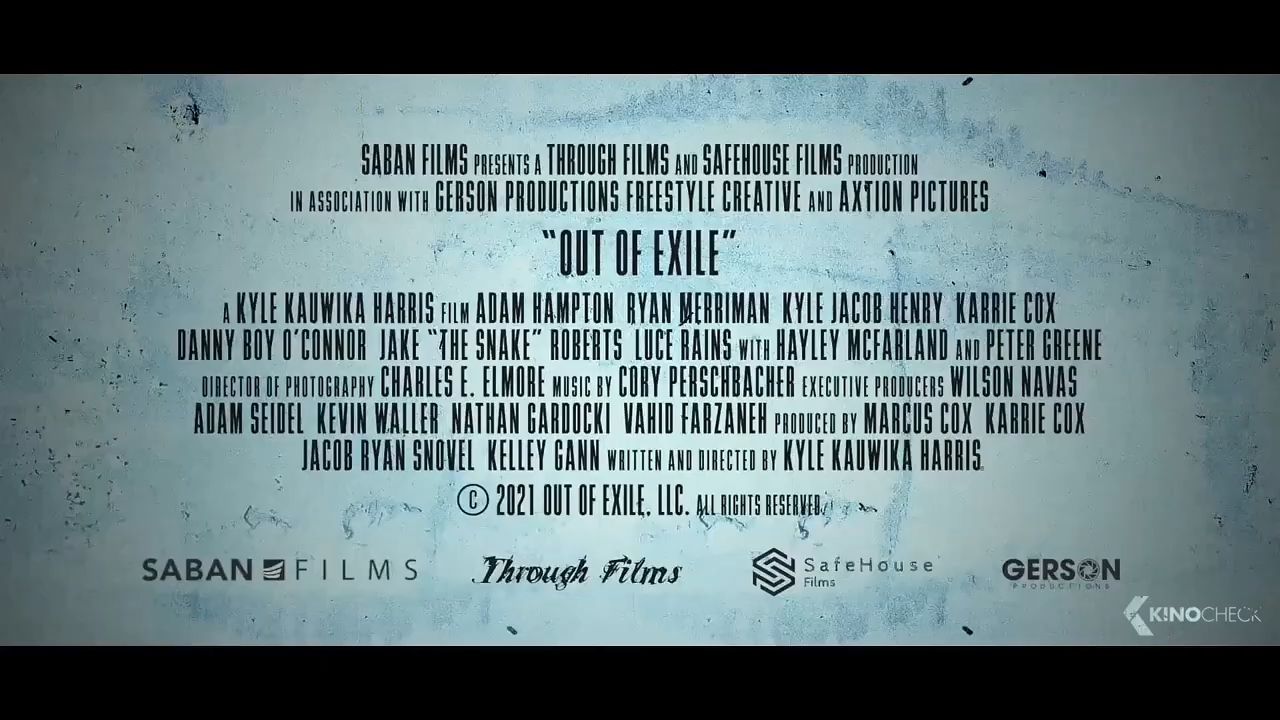 SABAN FILMS PRESENTS A THROUGH FILMS AND SAFEHOUSE FILMS PRODUCTION
IN ASSOCIATION WITH GERSON PRODUCTIONS FREESTYLE CREATIVE AND AXTION PICTURES
“OUT OF EXILE”
A KYLE KAUWIKA HARRIS FILM ADAM HAMPTON RYAN MERRIMAN KYLE JACOB HENRY KARRIE COX
DANNY BOY O’CONNOR JAKE “THE SNAKE” ROBERTS LUCE RAINS WITH HAYLEY MCFARLAND AND PETER GREENE
DIRECTOR OF PHOTOGRAPHY CHARLES E. ELMORE MUSIC BY CORY PERSCHBACHER EXECUTIVE PRODUCERS WILSON NAVAS
ADAM SEIDEL KEVIN WALLER NATHAN GARDOCKI VAHID FARZANEH PRODUCED BY MARCUS COX KARRIE COX
JACOB RYAN SNOVEL KELLEY GANN WRITTEN AND DIRECTED BY KYLE KAUWIKA HARRIS
© 2021 OUT OF EXILE, LLC. ALL RIGHTS RESERVED.
SABAN FILMS Through Films SafeHouse Films GERSON PRODUCTIONS
KINOCHECK